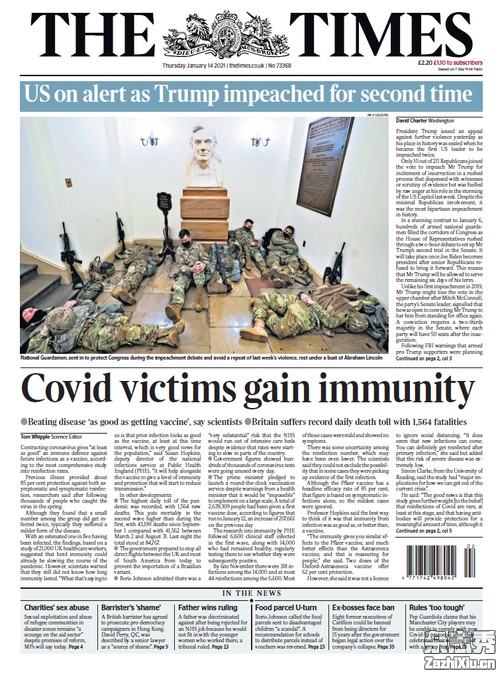 THE TIMES
£2.20 £1.10 to subscribers
(based on 7 Day Print Pack)
Thursday January 14 2021 | thetimes.co.uk | No 73368
US on alert as Trump impeached for second time
National Guardsmen, sent in to protect Congress during the impeachment debate and avoid a repeat of last week's violence, rest under a bust of Abraham Lincoln
David Charter Washington
President Trump issued an appeal
against further violence yesterday as
his place in history was sealed when he
became the first US leader to be
impeached twice.
Only 10 out of 211 Republicans joined
the vote to impeach Mr Trump for
incitement of insurrection in a rushed
process that dispensed with witnesses
or scrutiny of evidence but was fuelled
by raw anger at his role in the storming
of the US Capitol last week. Despite the
minimal Republican involvement, it
was the most bipartisan impeachment
in history.
In a stunning contrast to January 6,
hundreds of armed national guards-
men filled the corridors of Congress as
the House of Representatives rushed
through a two-hour debate to set up Mr
Trump's second trial in the Senate. It
will take place once Joe Biden becomes
president after senior Republicans re-
fused to bring it forward. This means
that Mr Trump will be allowed to serve
the remaining six days of his term.
Unlike his first impeachment in 2019,
Mr Trump might lose the vote in the
upper chamber after Mitch McConnell,
the party's Senate leader, signalled that
he was open to convicting Mr Trump to
bar him from standing for office again.
A conviction requires a two-thirds
majority in the Senate, where each
party will have 50 seats after the inau-
guration.
Following FBI warnings that armed
pro-Trump supporters were planning
Continued on page 2, col 3
Covid victims gain immunity
Beating disease 'as good as getting vaccine', say scientists Britain suffers record daily death toll with 1,564 fatalities
Tom Whipple Science Editor
Contracting coronavirus gives "at least
as good" an immune defence against
future infections as a vaccine, accord-
ing to the most comprehensive study
into reinfection rates.
Previous illness provided about
85 per cent protection against both as-
ymptomatic and symptomatic reinfec-
tion, researchers said after following
thousands of people who caught the
virus in the spring.
Although they found that a small
number among the group did get in-
fected twice, typically they suffered a
milder form of the disease.
With an estimated one in five having
been infected, the findings, based on a
study of 21,000 UK healthcare workers,
suggested that herd immunity could
already be slowing the course of the
pandemic. However, scientists warned
that they still did not know how long
immunity lasted. "What that's saying to
us is that prior infection looks as good
as the vaccine, at least at this time
interval, which is very good news for
the population," said Susan Hopkins,
deputy director of the national
infections service at Public Health
England (PHE). "It will help alongside
the vaccine to give a level of immunity
and protection that will start to reduce
transmission."
In other developments:
The highest daily toll of the pan-
demic was recorded, with 1,564 new
deaths. This puts mortality in the
second wave higher than during the
first, with 43,199 deaths since Septem-
ber 1 compared with 41,562 between
March 2 and August 31. Last night the
total stood at 84,767.
The government prepared to stop all
direct flights between the UK and most
of South America from today to
prevent the importation of a Brazilian
variant.
Boris Johnson admitted there was a
"very substantial" risk that the NHS
would run out of intensive care beds
despite evidence that rates were start-
ing to slow in parts of the country.
Government figures showed hun-
dreds of thousands of coronavirus tests
were going unused every day.
The prime minister pledged to
launch a round-the-clock vaccination
service despite warnings from a health
minister that it would be "impossible"
to implement on a large scale. A total of
2,639,309 people had been given a first
vaccine dose, according to figures that
run to January 12, an increase of 207,661
on the previous day.
The research into immunity by PHE
followed 6,600 clinical staff infected
in the first wave, along with 14,000
who had remained healthy, regularly
testing them to see whether they were
subsequently positive.
By late November there were 318 in-
fections among the 14,000 and only
44 reinfections among the 6,600. Most
of those cases were mild and showed no
symptoms.
There was some uncertainty among
the reinfection number, which may
have been even lower. The scientists
said they could not exclude the possibil-
ity that in some cases they were picking
up evidence of the first infection.
Although the Pfizer vaccine has a
headline efficacy rate of 95 per cent,
that figure is based on symptomatic in-
fections alone, so the mildest cases
were ignored.
Professor Hopkins said the best way
to think of it was that immunity from
infection was as good as, or better than,
a vaccine.
"The immunity gives you similar ef-
fects to the Pfizer vaccine, and much
better effects than the AstraZeneca
vaccine, and that is reassuring for
people," she said. Two doses of the
Oxford-AstraZeneca vaccine offer
62 per cent protection.
However, she said it was not a licence
to ignore social distancing. "It does
seem that new infections can come.
You can definitely get reinfected after
primary infection," she said but added
that the risk of severe disease was ex-
tremely low.
Simon Clarke, from the University of
Reading, said the study had "major im-
plications for how we can get out of the
current crisis".
He said: "The good news is that this
study gives further weight [to the belief]
that reinfections of Covid are rare, at
least at this stage, and that having anti-
bodies will provide protection for a
meaningful amount of time, although it
Continued on page 2, col 5
IN THE NEWS
Charities' sex abuse
Sexual exploitation and abuse
of refugee communities in
disaster zones remains "a
scourge on the aid sector"
despite promises of reform,
MPs will say today. Page 4
Barrister's 'shame'
A British barrister has agreed
to prosecute pro-democracy
campaigners in Hong Kong.
David Perry, QC, was
described by a senior lawyer
as a "source of shame". Page 9
Father wins ruling
A father was discriminated
against after being rejected for
an NHS job because he would
not fit in with the younger
women who worked there, a
tribunal ruled. Page 13
Food parcel U-turn
Boris Johnson called the food
parcels sent to disadvantaged
children "a scandal". A
recommendation for schools
to distribute parcels instead of
vouchers was reversed. Page 15
Ex-bosses face ban
Eight former executives of
Carillion could be banned
from being directors for
15 years after the government
began legal action over the
company's collapse. Page 35
Rules 'too tough'
Pep Guardiola claims that his
Manchester City players may
be unable to comply with new
ZazHiXiu.cn